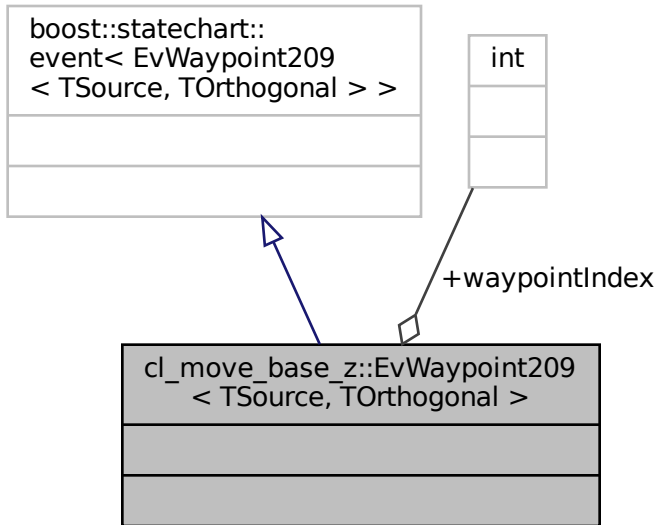 boost::statechart::
event< EvWaypoint209
< TSource, TOrthogonal > >
int
+waypointIndex
cl_move_base_z::EvWaypoint209
< TSource, TOrthogonal >